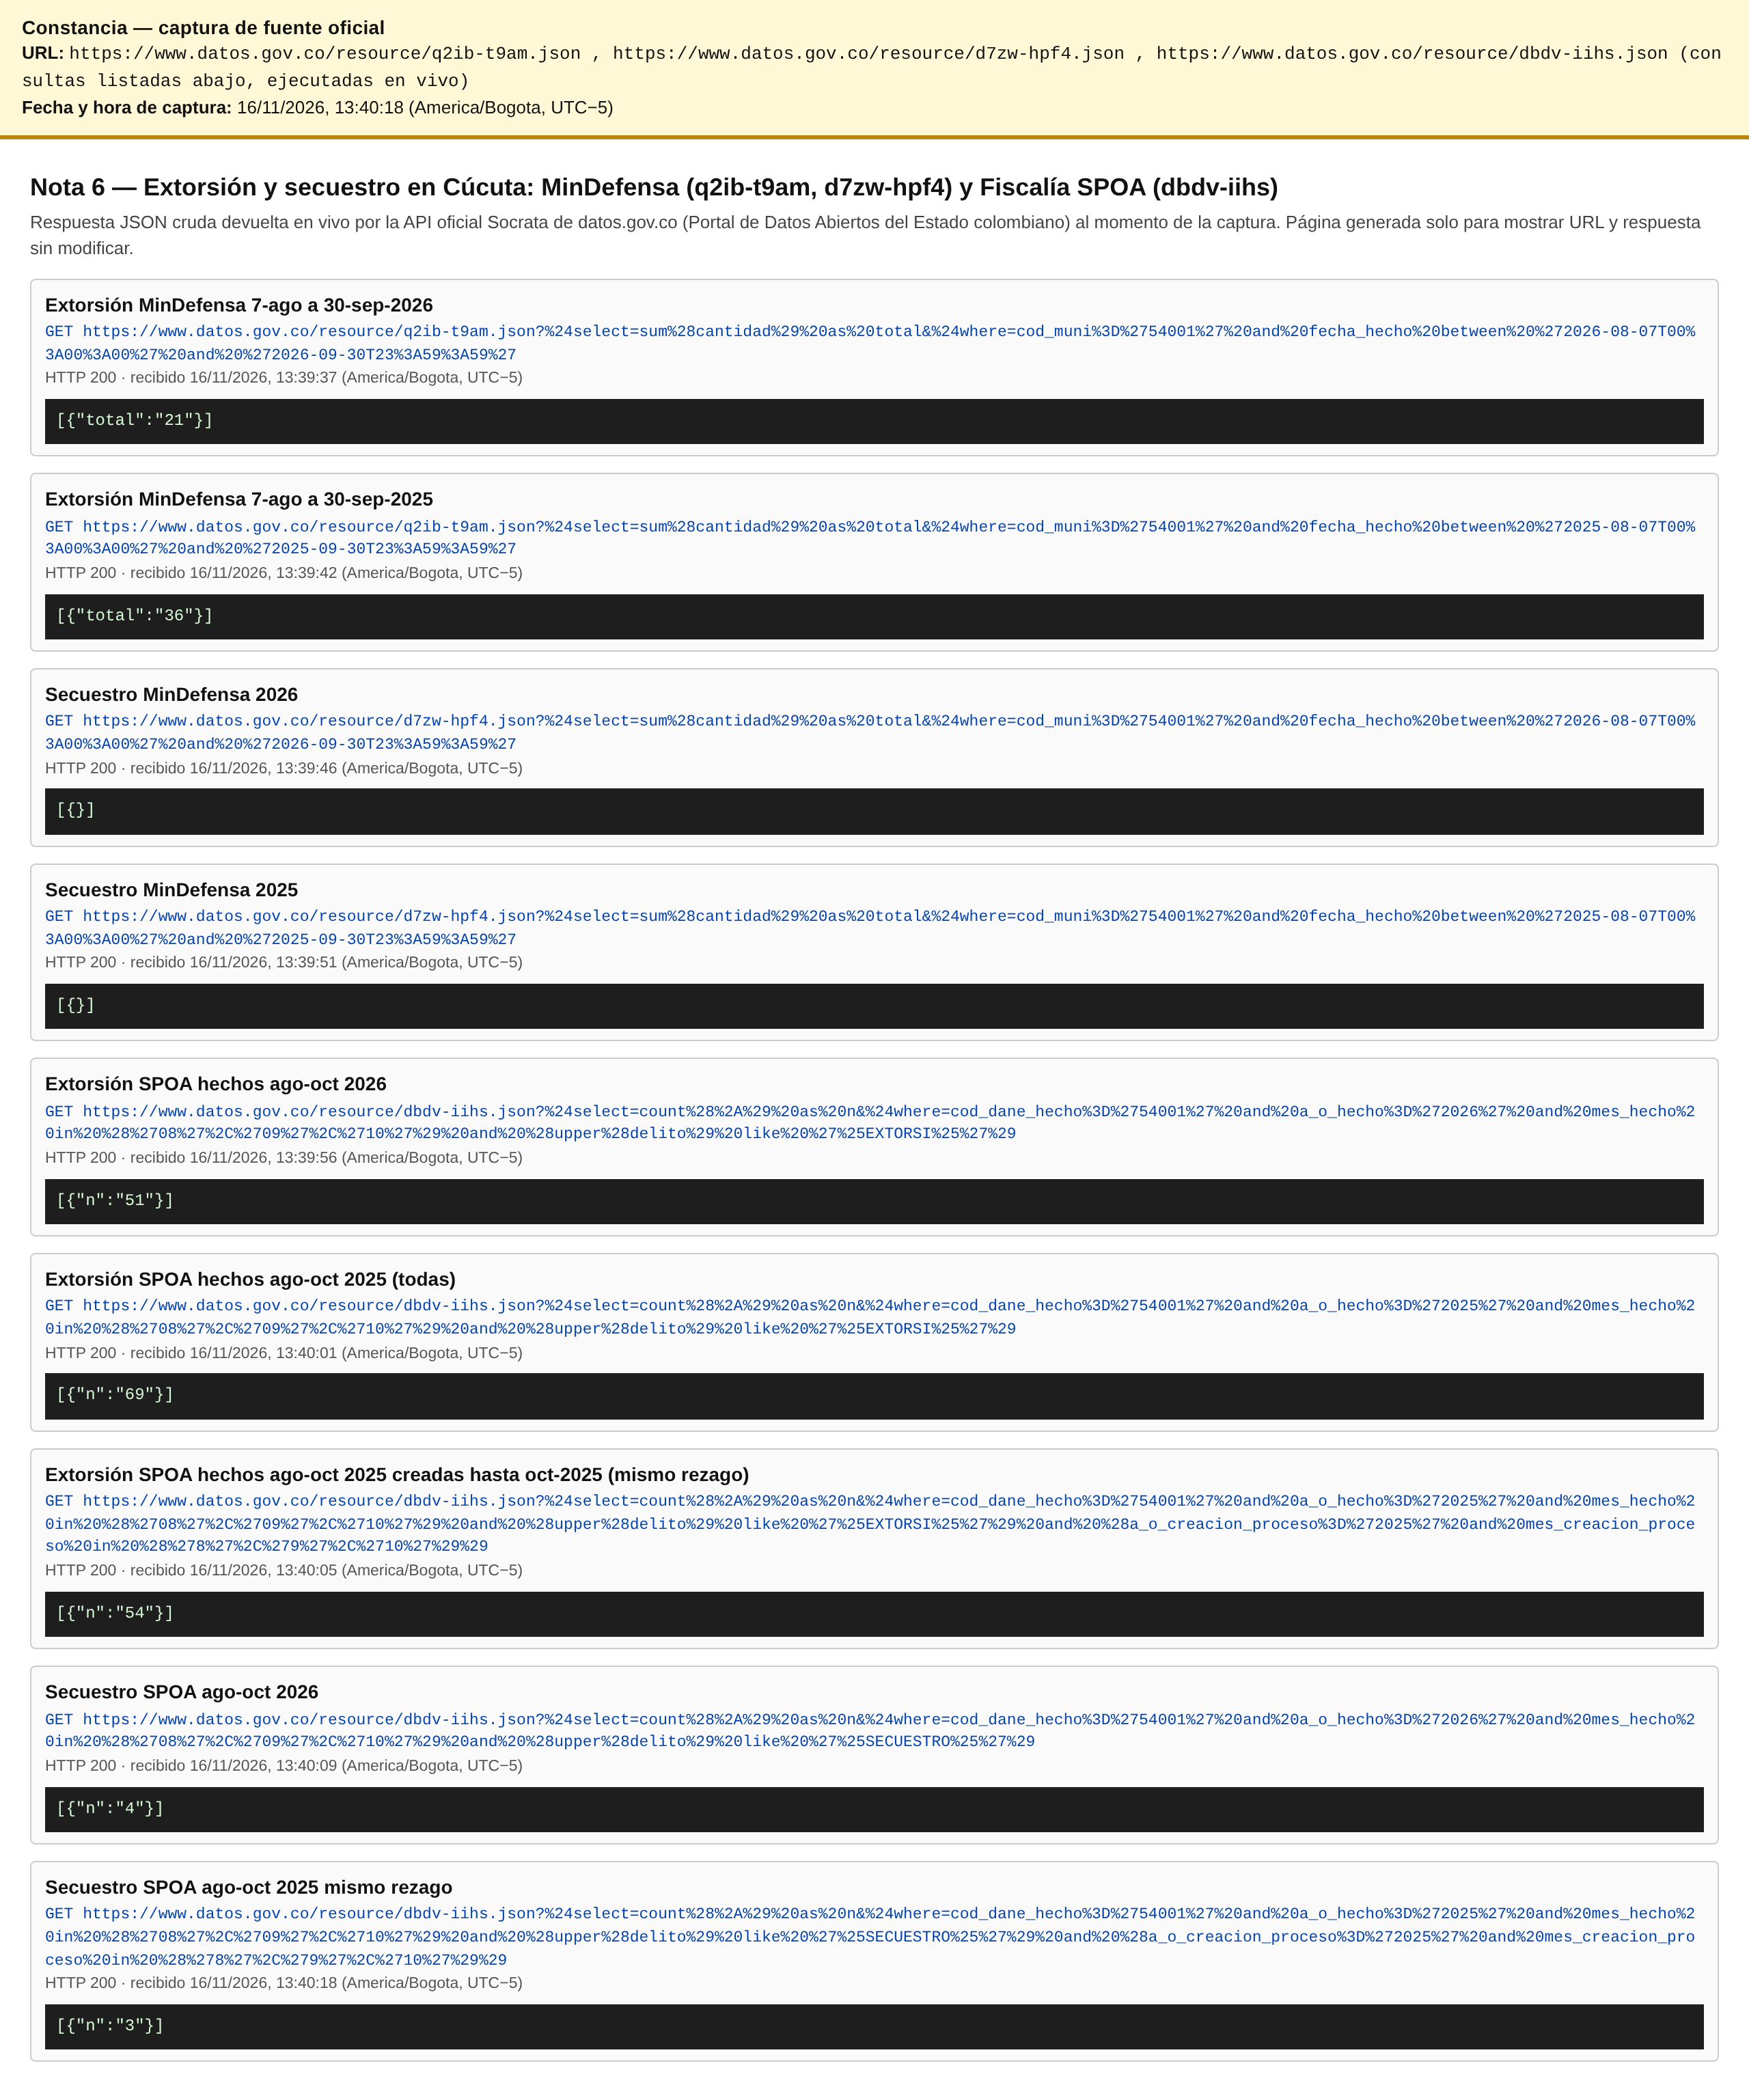 Constancia — captura de fuente oficial
URL: https://www.datos.gov.co/resource/q2ib-t9am.json , https://www.datos.gov.co/resource/d7zw-hpf4.json , https://www.datos.gov.co/resource/dbdv-iihs.json (con
sultas listadas abajo, ejecutadas en vivo)
Fecha y hora de captura: 16/11/2026, 13:40:18 (America/Bogota, UTC−5)
Nota 6 — Extorsión y secuestro en Cúcuta: MinDefensa (q2ib-t9am, d7zw-hpf4) y Fiscalía SPOA (dbdv-iihs)
Respuesta JSON cruda devuelta en vivo por la API oficial Socrata de datos.gov.co (Portal de Datos Abiertos del Estado colombiano) al momento de la captura. Página generada solo para mostrar URL y respuesta
sin modificar.
Extorsión MinDefensa 7-ago a 30-sep-2026
GET https://www.datos.gov.co/resource/q2ib-t9am.json?%24select=sum%28cantidad%29%20as%20total&%24where=cod_muni%3D%2754001%27%20and%20fecha_hecho%20between%20%272026-08-07T00%
3A00%3A00%27%20and%20%272026-09-30T23%3A59%3A59%27
HTTP 200 · recibido 16/11/2026, 13:39:37 (America/Bogota, UTC−5)
[{"total":"21"}]
Extorsión MinDefensa 7-ago a 30-sep-2025
GET https://www.datos.gov.co/resource/q2ib-t9am.json?%24select=sum%28cantidad%29%20as%20total&%24where=cod_muni%3D%2754001%27%20and%20fecha_hecho%20between%20%272025-08-07T00%
3A00%3A00%27%20and%20%272025-09-30T23%3A59%3A59%27
HTTP 200 · recibido 16/11/2026, 13:39:42 (America/Bogota, UTC−5)
[{"total":"36"}]
Secuestro MinDefensa 2026
GET https://www.datos.gov.co/resource/d7zw-hpf4.json?%24select=sum%28cantidad%29%20as%20total&%24where=cod_muni%3D%2754001%27%20and%20fecha_hecho%20between%20%272026-08-07T00%
3A00%3A00%27%20and%20%272026-09-30T23%3A59%3A59%27
HTTP 200 · recibido 16/11/2026, 13:39:46 (America/Bogota, UTC−5)
[{}]
Secuestro MinDefensa 2025
GET https://www.datos.gov.co/resource/d7zw-hpf4.json?%24select=sum%28cantidad%29%20as%20total&%24where=cod_muni%3D%2754001%27%20and%20fecha_hecho%20between%20%272025-08-07T00%
3A00%3A00%27%20and%20%272025-09-30T23%3A59%3A59%27
HTTP 200 · recibido 16/11/2026, 13:39:51 (America/Bogota, UTC−5)
[{}]
Extorsión SPOA hechos ago-oct 2026
GET https://www.datos.gov.co/resource/dbdv-iihs.json?%24select=count%28%2A%29%20as%20n&%24where=cod_dane_hecho%3D%2754001%27%20and%20a_o_hecho%3D%272026%27%20and%20mes_hecho%2
0in%20%28%2708%27%2C%2709%27%2C%2710%27%29%20and%20%28upper%28delito%29%20like%20%27%25EXTORSI%25%27%29
HTTP 200 · recibido 16/11/2026, 13:39:56 (America/Bogota, UTC−5)
[{"n":"51"}]
Extorsión SPOA hechos ago-oct 2025 (todas)
GET https://www.datos.gov.co/resource/dbdv-iihs.json?%24select=count%28%2A%29%20as%20n&%24where=cod_dane_hecho%3D%2754001%27%20and%20a_o_hecho%3D%272025%27%20and%20mes_hecho%2
0in%20%28%2708%27%2C%2709%27%2C%2710%27%29%20and%20%28upper%28delito%29%20like%20%27%25EXTORSI%25%27%29
HTTP 200 · recibido 16/11/2026, 13:40:01 (America/Bogota, UTC−5)
[{"n":"69"}]
Extorsión SPOA hechos ago-oct 2025 creadas hasta oct-2025 (mismo rezago)
GET https://www.datos.gov.co/resource/dbdv-iihs.json?%24select=count%28%2A%29%20as%20n&%24where=cod_dane_hecho%3D%2754001%27%20and%20a_o_hecho%3D%272025%27%20and%20mes_hecho%2
0in%20%28%2708%27%2C%2709%27%2C%2710%27%29%20and%20%28upper%28delito%29%20like%20%27%25EXTORSI%25%27%29%20and%20%28a_o_creacion_proceso%3D%272025%27%20and%20mes_creacion_proce
so%20in%20%28%278%27%2C%279%27%2C%2710%27%29%29
HTTP 200 · recibido 16/11/2026, 13:40:05 (America/Bogota, UTC−5)
[{"n":"54"}]
Secuestro SPOA ago-oct 2026
GET https://www.datos.gov.co/resource/dbdv-iihs.json?%24select=count%28%2A%29%20as%20n&%24where=cod_dane_hecho%3D%2754001%27%20and%20a_o_hecho%3D%272026%27%20and%20mes_hecho%2
0in%20%28%2708%27%2C%2709%27%2C%2710%27%29%20and%20%28upper%28delito%29%20like%20%27%25SECUESTRO%25%27%29
HTTP 200 · recibido 16/11/2026, 13:40:09 (America/Bogota, UTC−5)
[{"n":"4"}]
Secuestro SPOA ago-oct 2025 mismo rezago
GET https://www.datos.gov.co/resource/dbdv-iihs.json?%24select=count%28%2A%29%20as%20n&%24where=cod_dane_hecho%3D%2754001%27%20and%20a_o_hecho%3D%272025%27%20and%20mes_hecho%2
0in%20%28%2708%27%2C%2709%27%2C%2710%27%29%20and%20%28upper%28delito%29%20like%20%27%25SECUESTRO%25%27%29%20and%20%28a_o_creacion_proceso%3D%272025%27%20and%20mes_creacion_pro
ceso%20in%20%28%278%27%2C%279%27%2C%2710%27%29%29
HTTP 200 · recibido 16/11/2026, 13:40:18 (America/Bogota, UTC−5)
[{"n":"3"}]